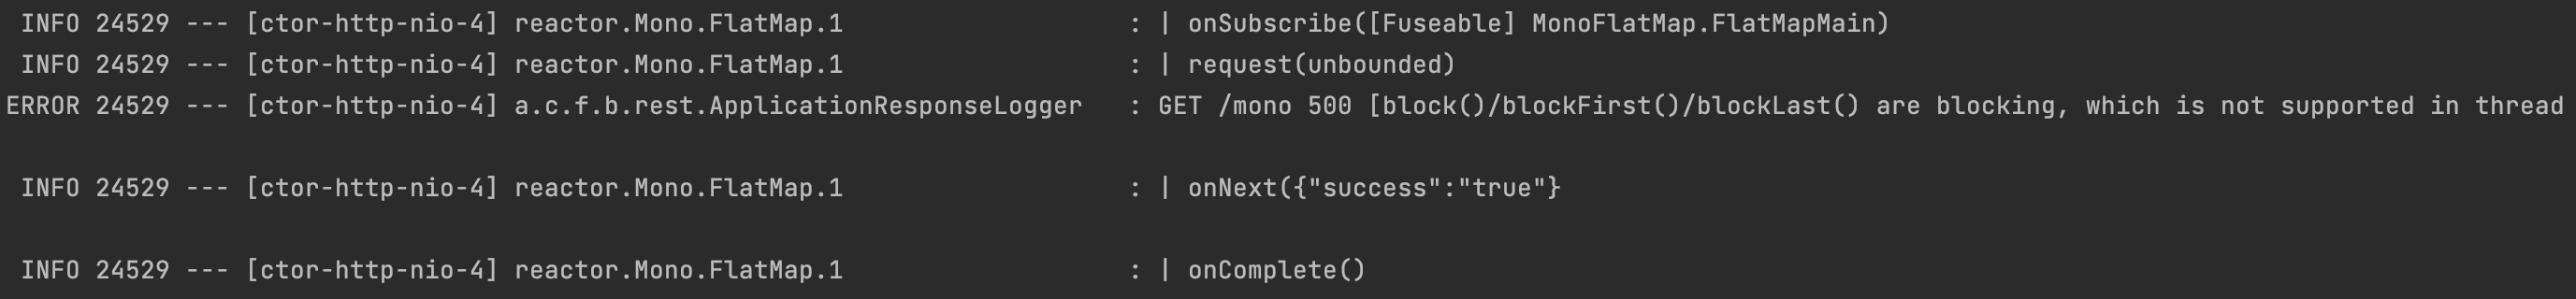 INFO 24529 --- [ctor-http-nio-4] reactor.Mono.FlatMap.1                   : | onSubscribe([Fuseable] MonoFlatMap.FlatMapMain)
INFO 24529 --- [ctor-http-nio-4] reactor.Mono.FlatMap.1                   : | request(unbounded)
ERROR 24529 --- [ctor-http-nio-4] a.c.f.b.rest.ApplicationResponseLogger   : GET /mono 500 [block()/blockFirst()/blockLast() are blocking, which is not supported in thread
INFO 24529 --- [ctor-http-nio-4] reactor.Mono.FlatMap.1                   : | onNext({"success":"true"}
INFO 24529 --- [ctor-http-nio-4] reactor.Mono.FlatMap.1                   : | onComplete()